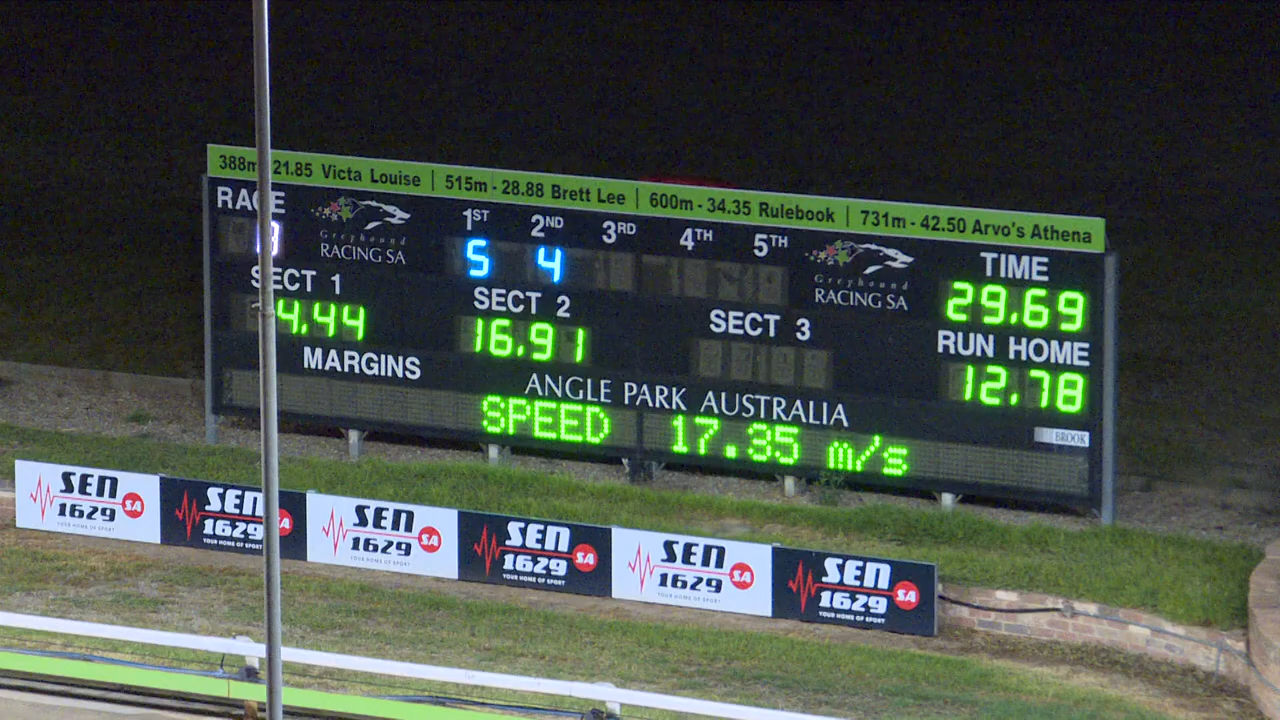 388m 21.85 Victa Louise | 515m - 28.88 Brett Lee | 600m - 34.35 Rulebook | 731m - 42.50 Arvo's Athena
RACE
Greyhound
RACING SA
1ST 2ND 3RD 4TH 5TH
5 4
Greyhound
RACING SA
TIME
29.69
SECT 1
4.44
SECT 2
16.91
SECT 3
RUN HOME
12.78
MARGINS
ANGLE PARK AUSTRALIA
SPEED 17.35 m/s
BROOK
SEN SA
1629
YOUR HOME OF SPORT
SEN SA
1629
YOUR HOME OF SPORT
SEN SA
1629
YOUR HOME OF SPORT
SEN SA
1629
YOUR HOME OF SPORT
SEN SA
1629
YOUR HOME OF SPORT
SEN SA
1629
YOUR HOME OF SPORT